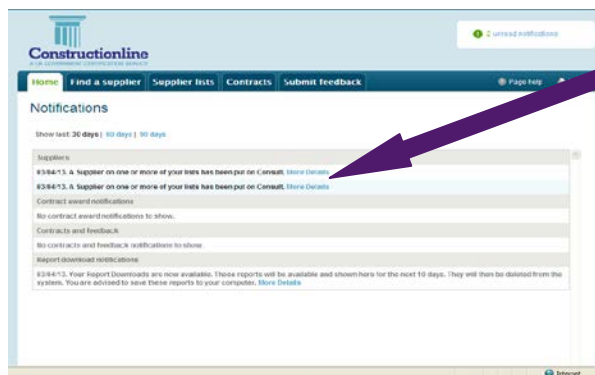 2 unread notifications
Constructionline
A UK GOVERNMENT CERTIFICATION SERVICE
Home Find a supplier Supplier lists Contracts Submit feedback Page help
Notifications
Show last: 30 days | 60 days | 90 days
Suppliers
03/04/13. A Supplier on one or more of your lists has been put on Consult. More Details
03/04/13. A Supplier on one or more of your lists has been put on Consult. More Details
Contract award notifications
No contract award notifications to show.
Contracts and feedback
No contracts and feedback notifications to show.
Report download notifications
03/04/13. Your Report Downloads are now available. These reports will be available and shown here for the next 10 days. They will then be deleted from the
system. You are advised to save these reports to your computer. More Details
Internet